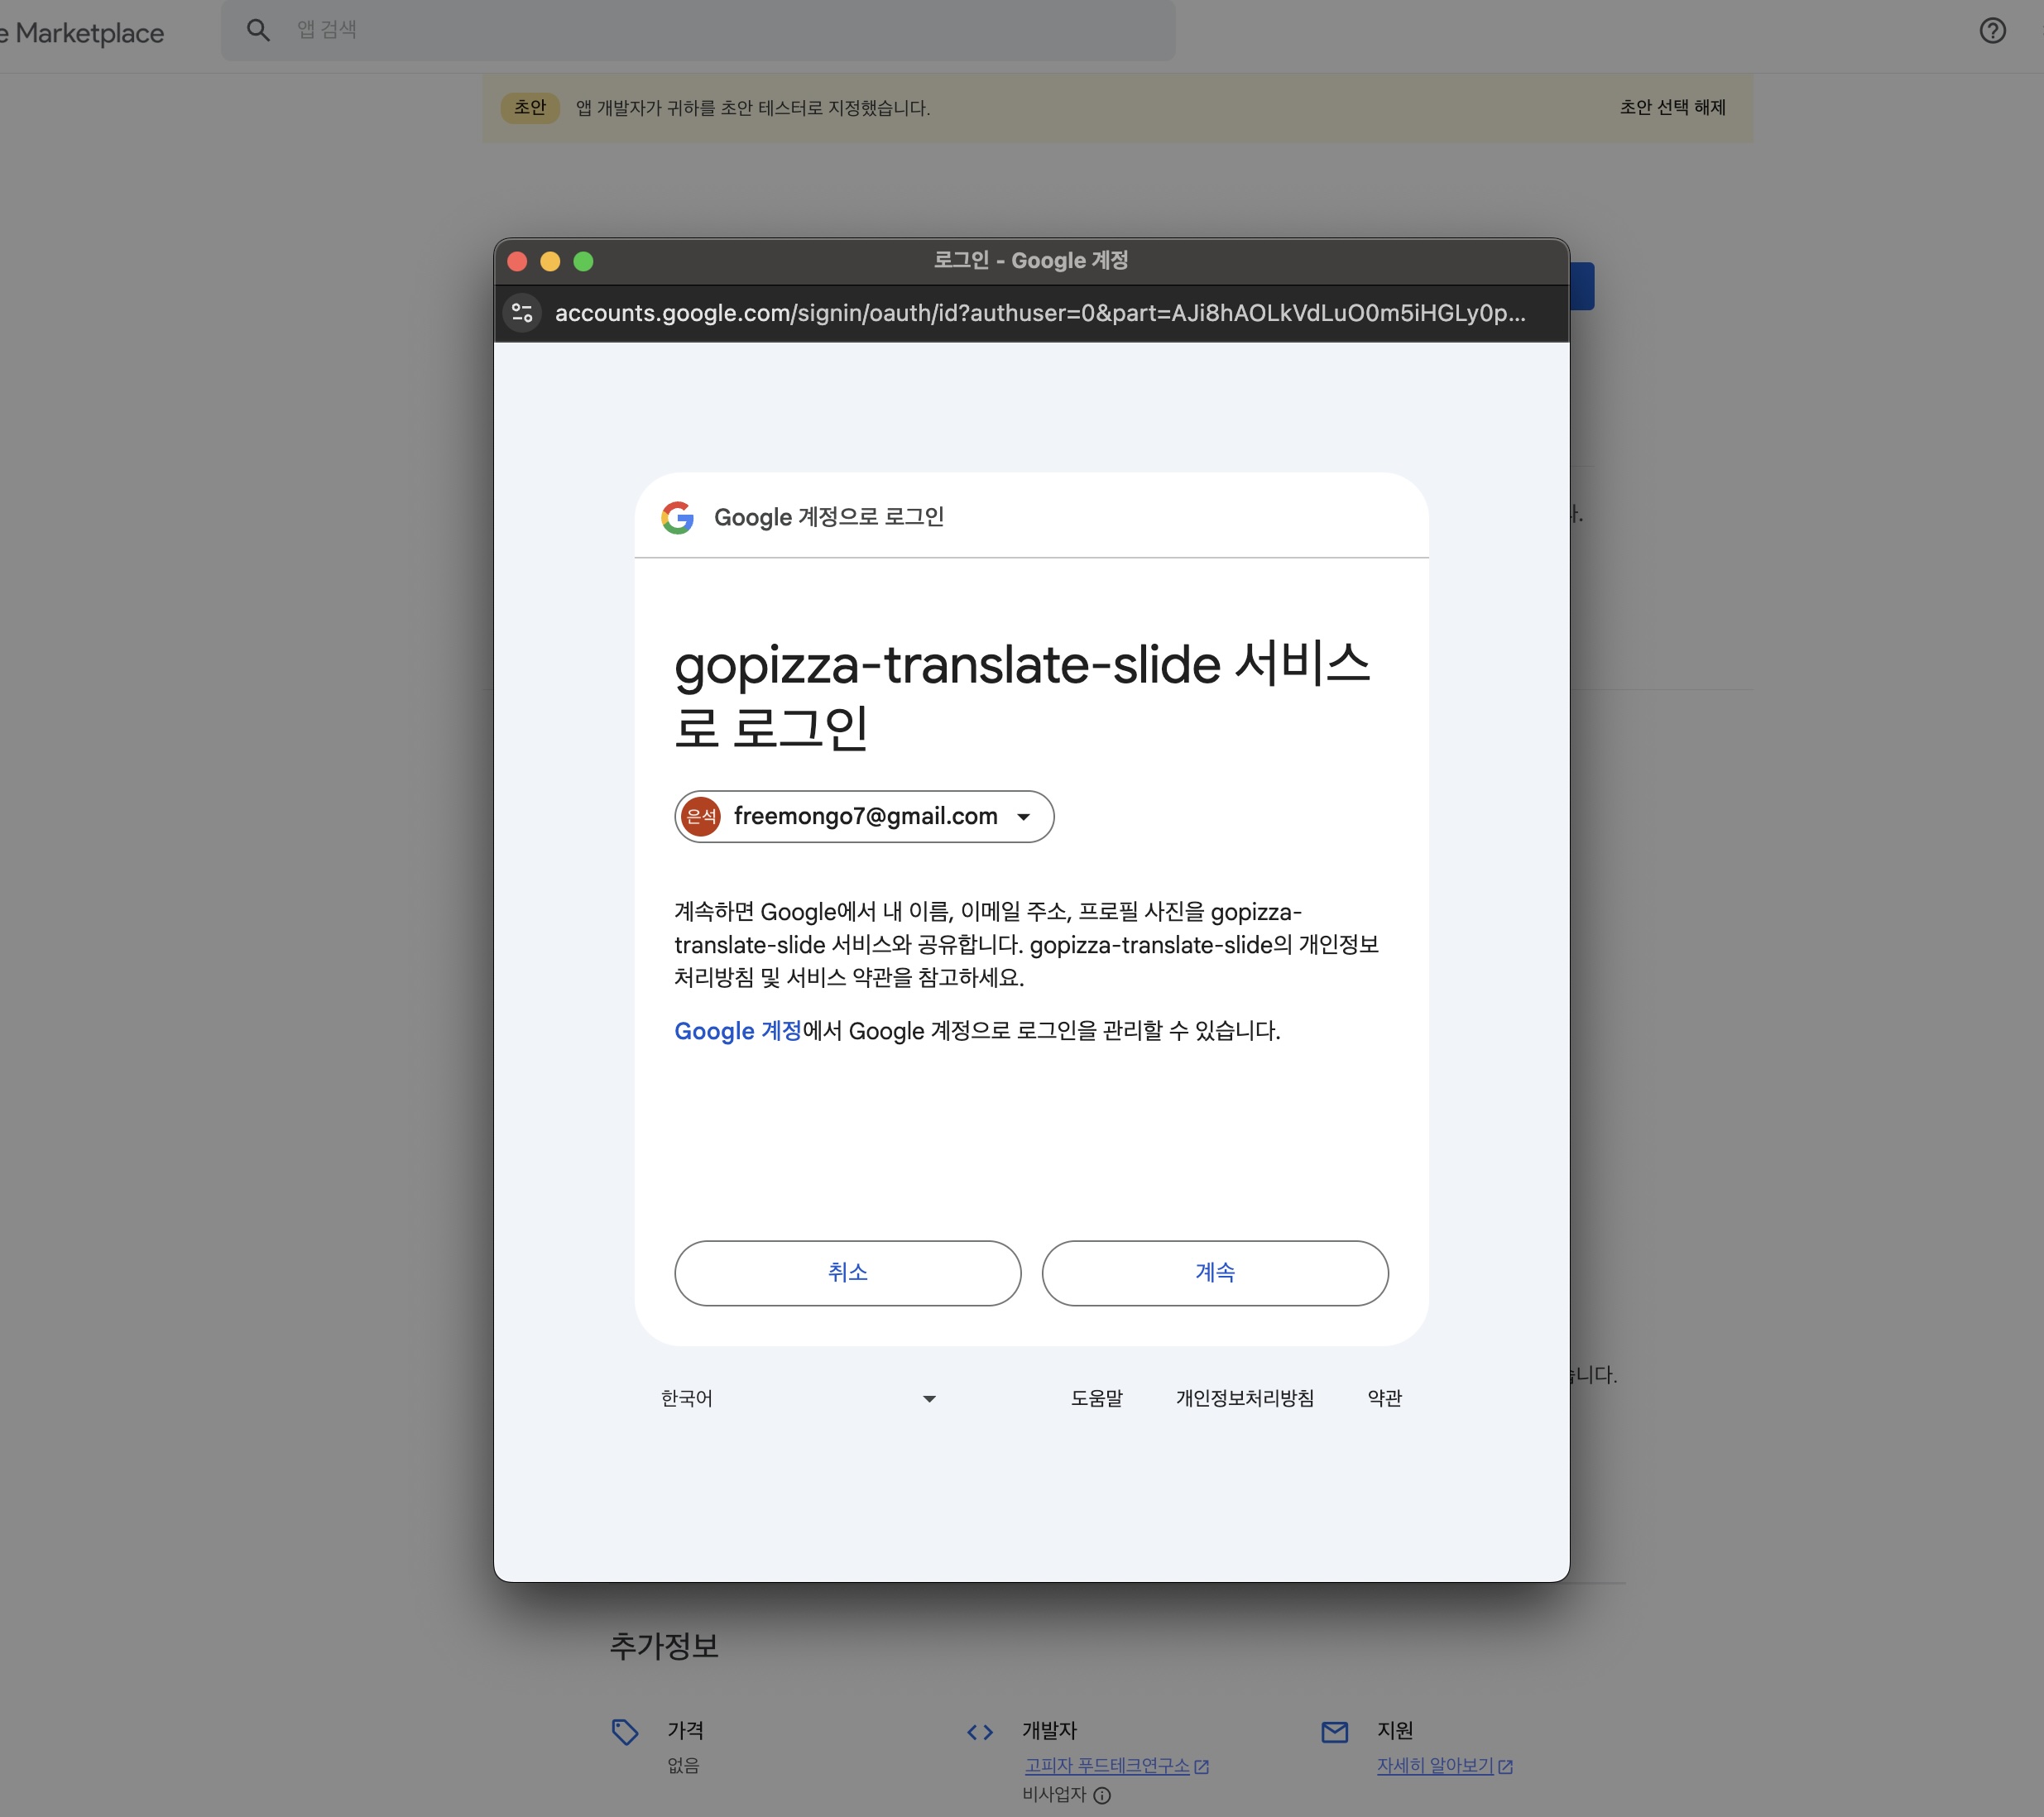 e Marketplace
앱 검색
초안
앱 개발자가 귀하를 초안 테스터로 지정했습니다.
초안 선택 해제
로그인 - Google 계정
accounts.google.com/signin/oauth/id?authuser=0&part=AJi8hAOLkVdLuO0m5iHGLy0p...
Google 계정으로 로그인
gopizza-translate-slide 서비스
로 로그인
은석
freemongo7@gmail.com
계속하면 Google에서 내 이름, 이메일 주소, 프로필 사진을 gopizza-
translate-slide 서비스와 공유합니다. gopizza-translate-slide의 개인정보
처리방침 및 서비스 약관을 참고하세요.
Google 계정에서 Google 계정으로 로그인을 관리할 수 있습니다.
취소
계속
니다.
한국어
도움말
개인정보처리방침
약관
추가정보
가격
없음
개발자
고피자 푸드테크연구소
비사업자
지원
자세히 알아보기